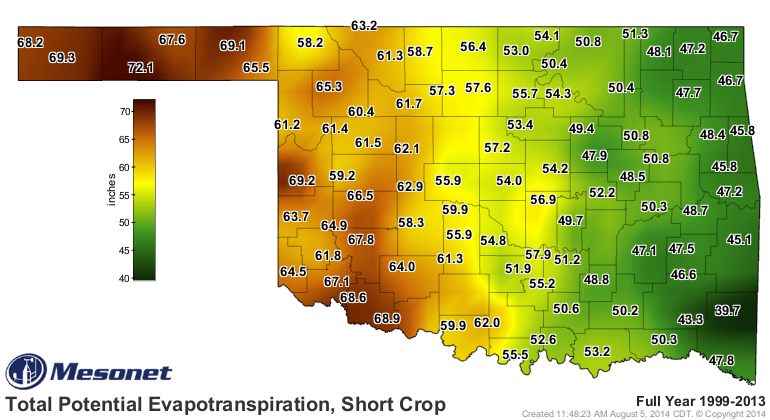 63.2
68.2 67.6 69.1 58.2 54.1 50.8 51.3 46.7
69.3 61.3 58.7 56.4 53.0 48.1 47.2
72.1 65.5 50.4
65.3 57.3 57.6 55.7 54.3 50.4 47.7 46.7
60.4 61.7
61.2 61.4 53.4 49.4 50.8 48.4 45.8
61.5 62.1 57.2 47.9 50.8
69.2 59.2 62.9 55.9 54.0 54.2 48.5 45.8
66.5 56.9 52.2 47.2
63.7 64.9 58.3 59.9 49.7 50.3 48.7
67.8 55.9 54.8 45.1
61.8 61.3 57.9 51.2 47.1 47.5
64.5 64.0 51.9 46.6
67.1 55.2 48.8
68.6 50.6 50.2 39.7
68.9 59.9 62.0 43.3
52.6 50.3
55.5 53.2 47.8
70
65
60
55
50
45
40
inches
Mesonet
Total Potential Evapotranspiration, Short Crop
Full Year 1999-2013
Created 11:48:23 AM August 5, 2014 CDT. © Copyright 2014